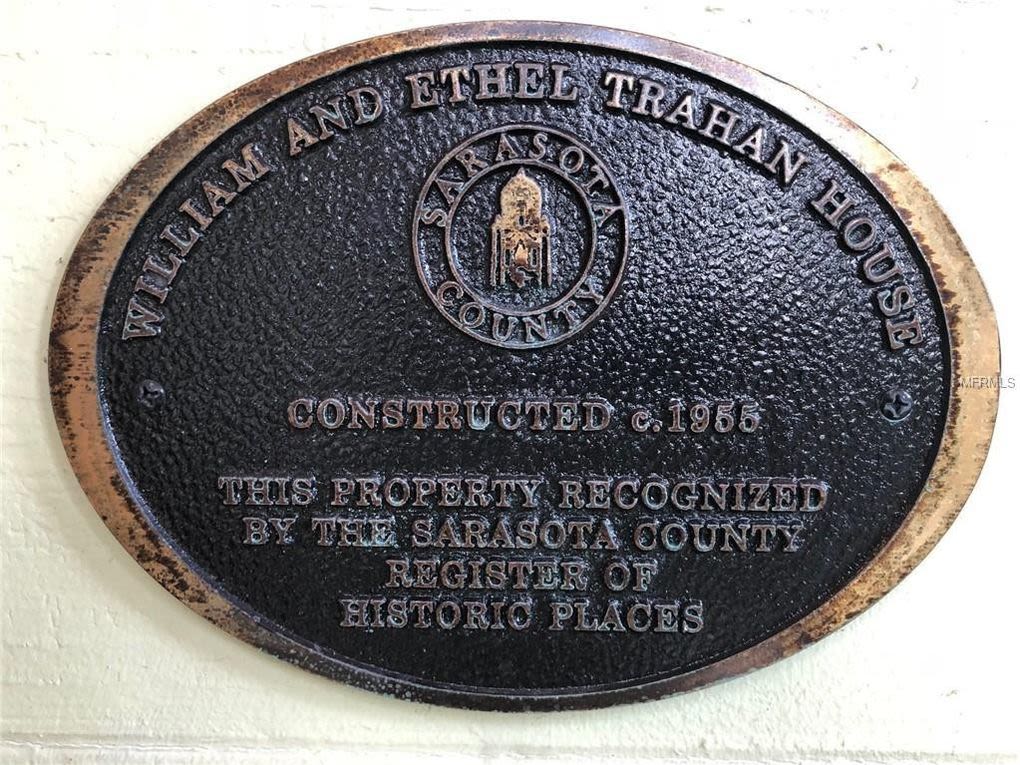 WILLIAM AND ETHEL TRAHAN HOUSE
SARASOTA
COUNTY
CONSTRUCTED c.1955
THIS PROPERTY RECOGNIZED
BY THE SARASOTA COUNTY
REGISTER OF
HISTORIC PLACES
MFRMLS